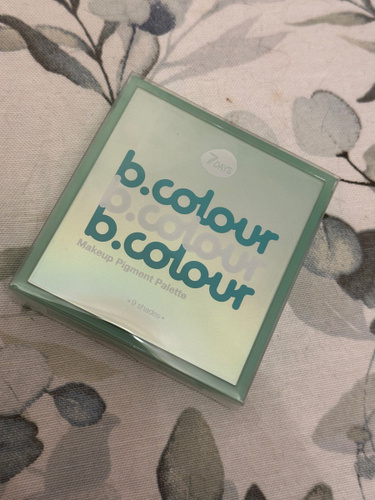 7DAYS
b.colour
b.colour
b.colour
Makeup Pigment Palette
• 9 shades •